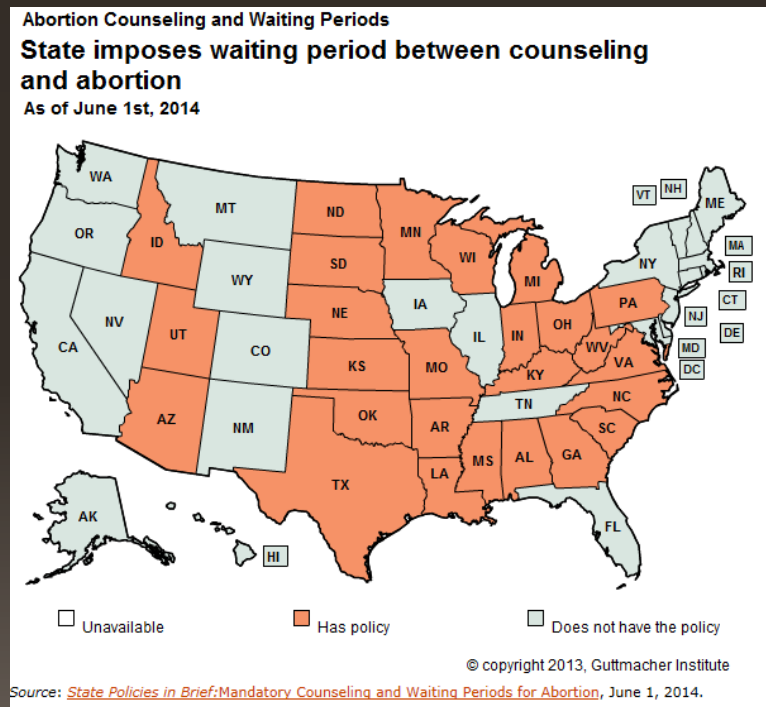 Abortion Counseling and Waiting Periods
State imposes waiting period between counseling
and abortion
As of June 1st, 2014
WA
MT
ND
MN
VT
NH
ME
OR
ID
SD
WI
MI
NY
MA
RI
WY
NE
IA
PA
CT
NJ
DE
NV
UT
CO
IL
IN
OH
WV
MD
DC
CA
KS
MO
KY
VA
AZ
NM
OK
AR
TN
NC
SC
TX
LA
MS
AL
GA
AK
HI
FL
Unavailable
Has policy
Does not have the policy
© copyright 2013, Guttmacher Institute
Source: State Policies in Brief:Mandatory Counseling and Waiting Periods for Abortion, June 1, 2014.